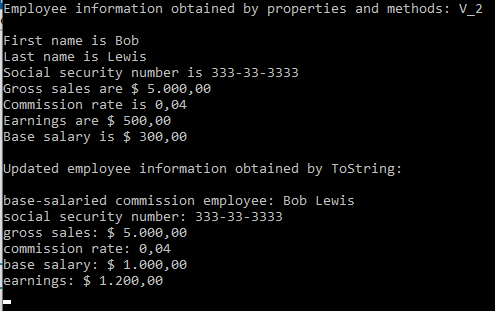 Employee information obtained by properties and methods: V_2
First name is Bob
Last name is Lewis
Social security number is 333-33-3333
Gross sales are $ 5.000,00
Commission rate is 0,04
Earnings are $ 500,00
Base salary is $ 300,00
Updated employee information obtained by ToString:
base-salaried commission employee: Bob Lewis
social security number: 333-33-3333
gross sales: $ 5.000,00
commission rate: 0,04
base salary: $ 1.000,00
earnings: $ 1.200,00